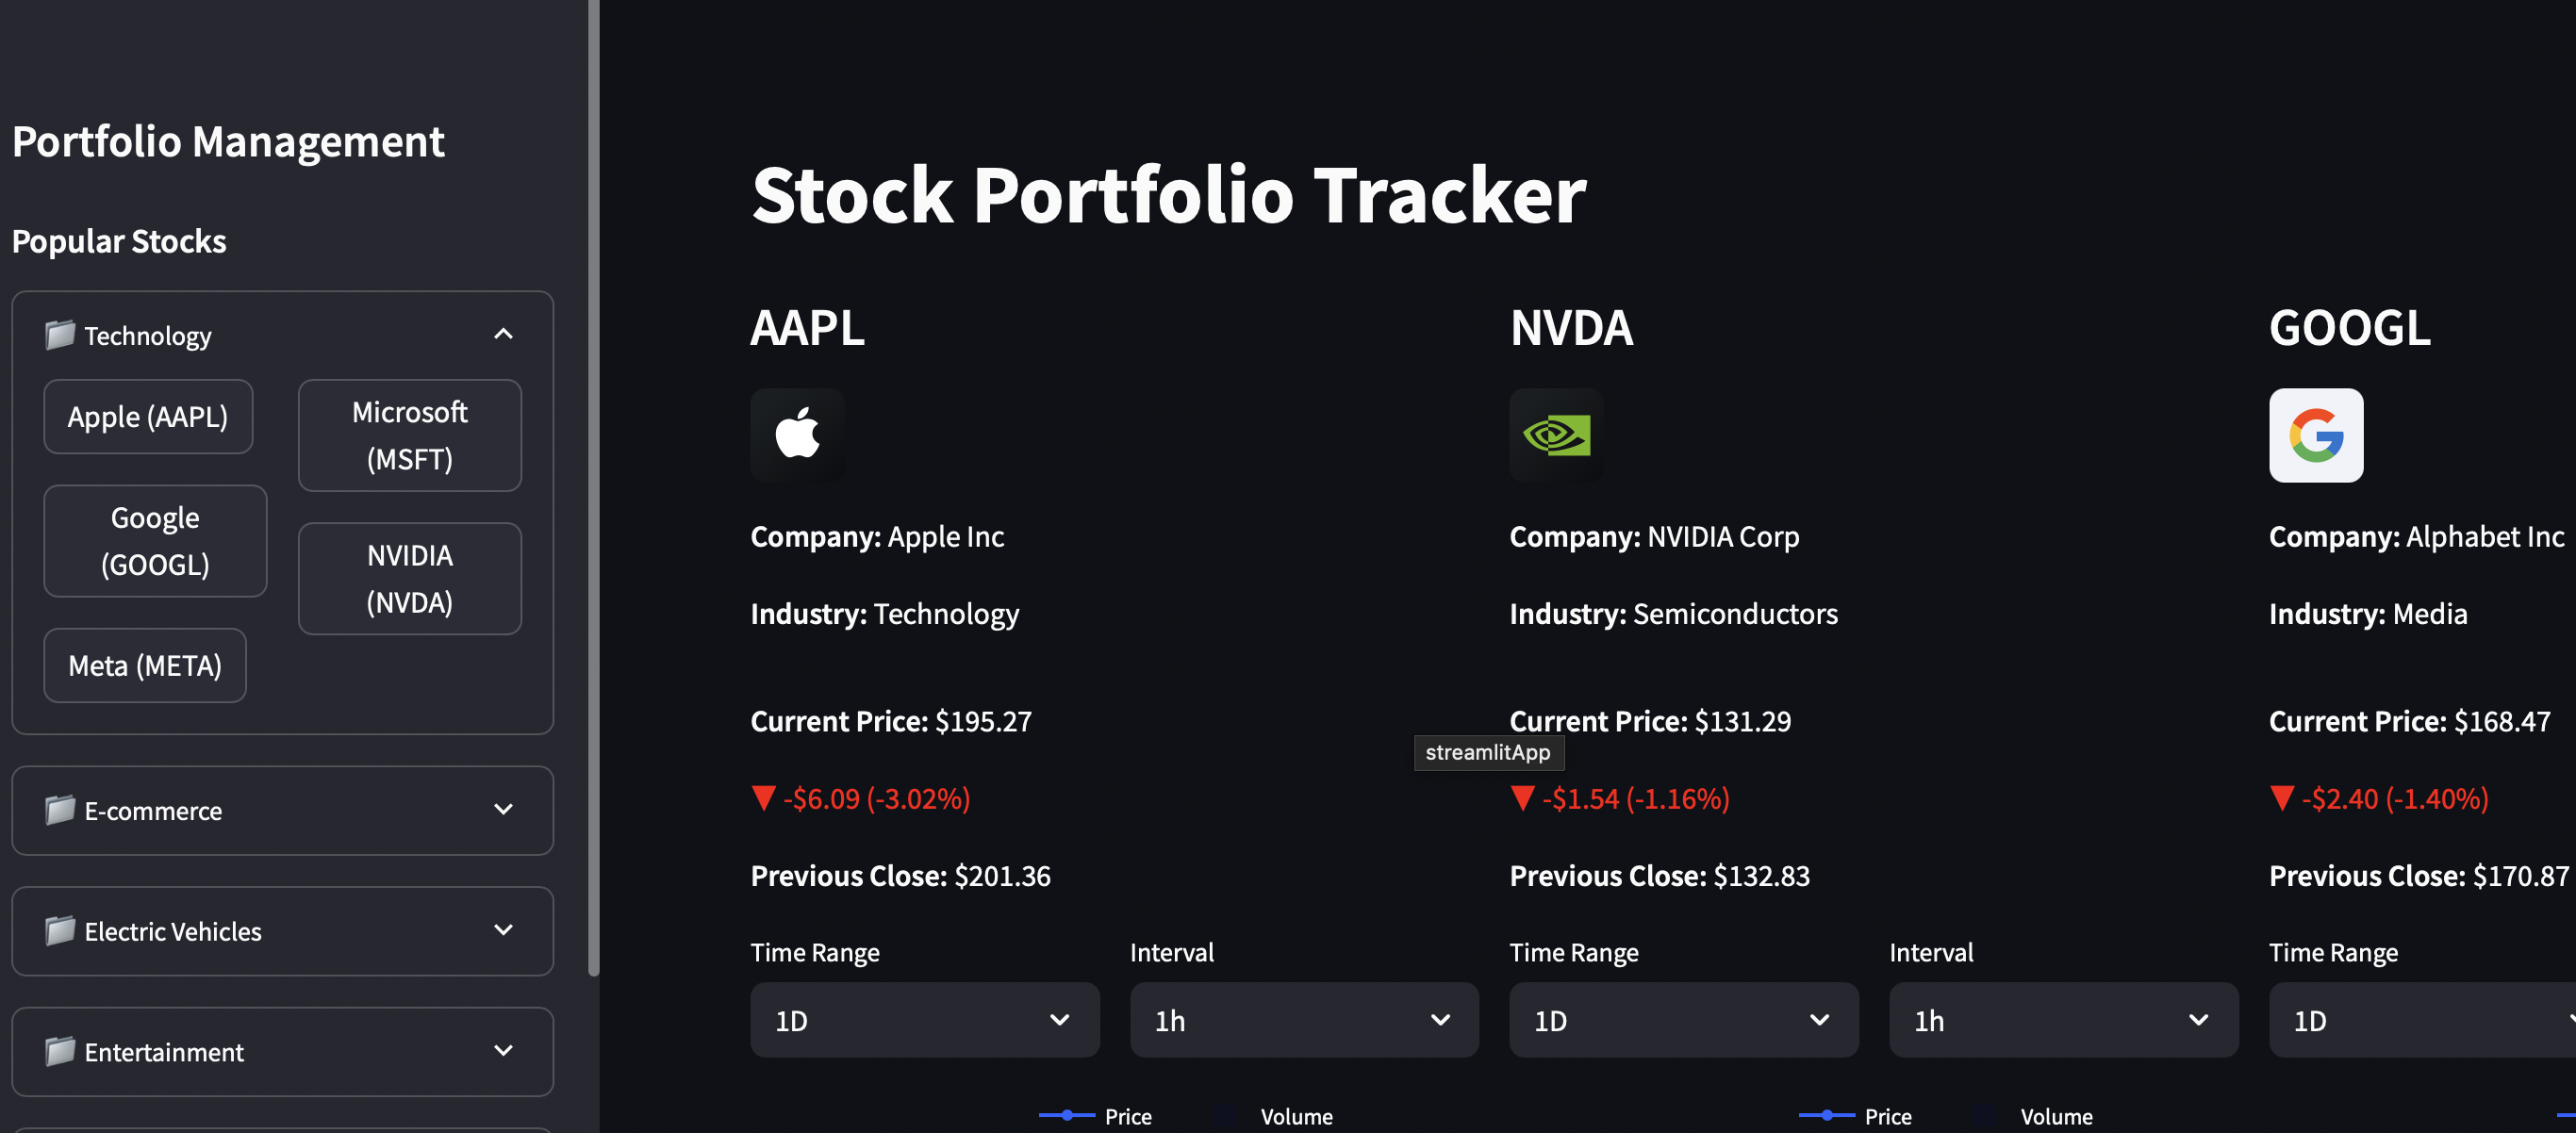 Portfolio Management
Popular Stocks
Technology
Apple (AAPL)
Microsoft
(MSFT)
Google
(GOOGL)
NVIDIA
(NVDA)
Meta (META)
E-commerce
Electric Vehicles
Entertainment
Stock Portfolio Tracker
AAPL
Company: Apple Inc
Industry: Technology
Current Price: $195.27
▼ -$6.09 (-3.02%)
Previous Close: $201.36
Time Range
Interval
1D
1h
Price
Volume
NVDA
Company: NVIDIA Corp
Industry: Semiconductors
Current Price: $131.29
streamlitApp
▼ -$1.54 (-1.16%)
Previous Close: $132.83
Time Range
Interval
1D
1h
Price
Volume
GOOGL
Company: Alphabet Inc
Industry: Media
Current Price: $168.47
▼ -$2.40 (-1.40%)
Previous Close: $170.87
Time Range
1D